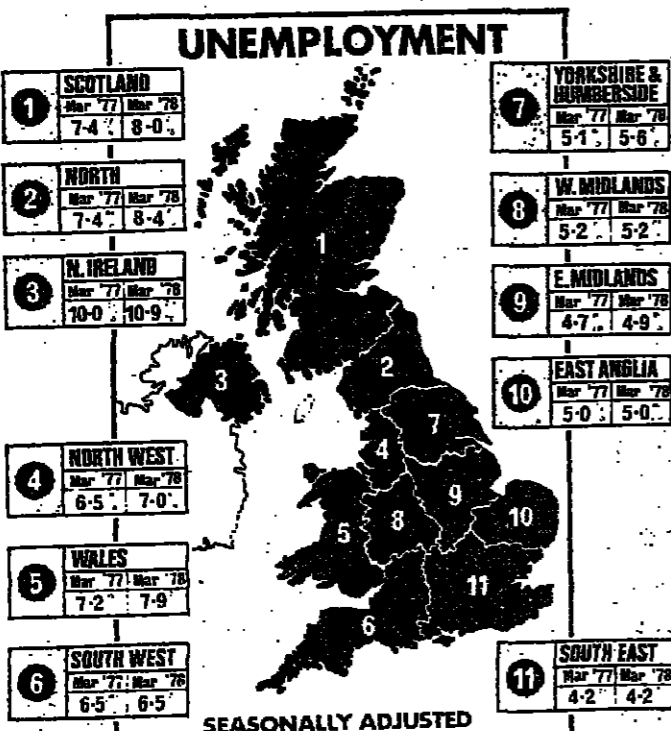 UNEMPLOYMENT
1
SCOTLAND
Mar '77 Mar '78
7·4% 8·0%
2
NORTH
Mar '77 Mar '78
7·4% 8·4%
3
N. IRELAND
Mar '77 Mar '78
10·0% 10·9%
4
NORTH WEST
Mar '77 Mar '78
6·5% 7·0%
5
WALES
Mar '77 Mar '78
7·2% 7·9%
6
SOUTH WEST
Mar '77 Mar '78
6·5% 6·5%
7
YORKSHIRE &
HUMBERSIDE
Mar '77 Mar '78
5·1% 5·6%
8
W. MIDLANDS
Mar '77 Mar '78
5·2% 5·2%
9
E. MIDLANDS
Mar '77 Mar '78
4·7% 4·9%
10
EAST ANGLIA
Mar '77 Mar '78
5·0% 5·0%
11
SOUTH EAST
Mar '77 Mar '78
4·2% 4·2%
1
2
3
4
7
9
10
5
8
11
6
SEASONALLY ADJUSTED